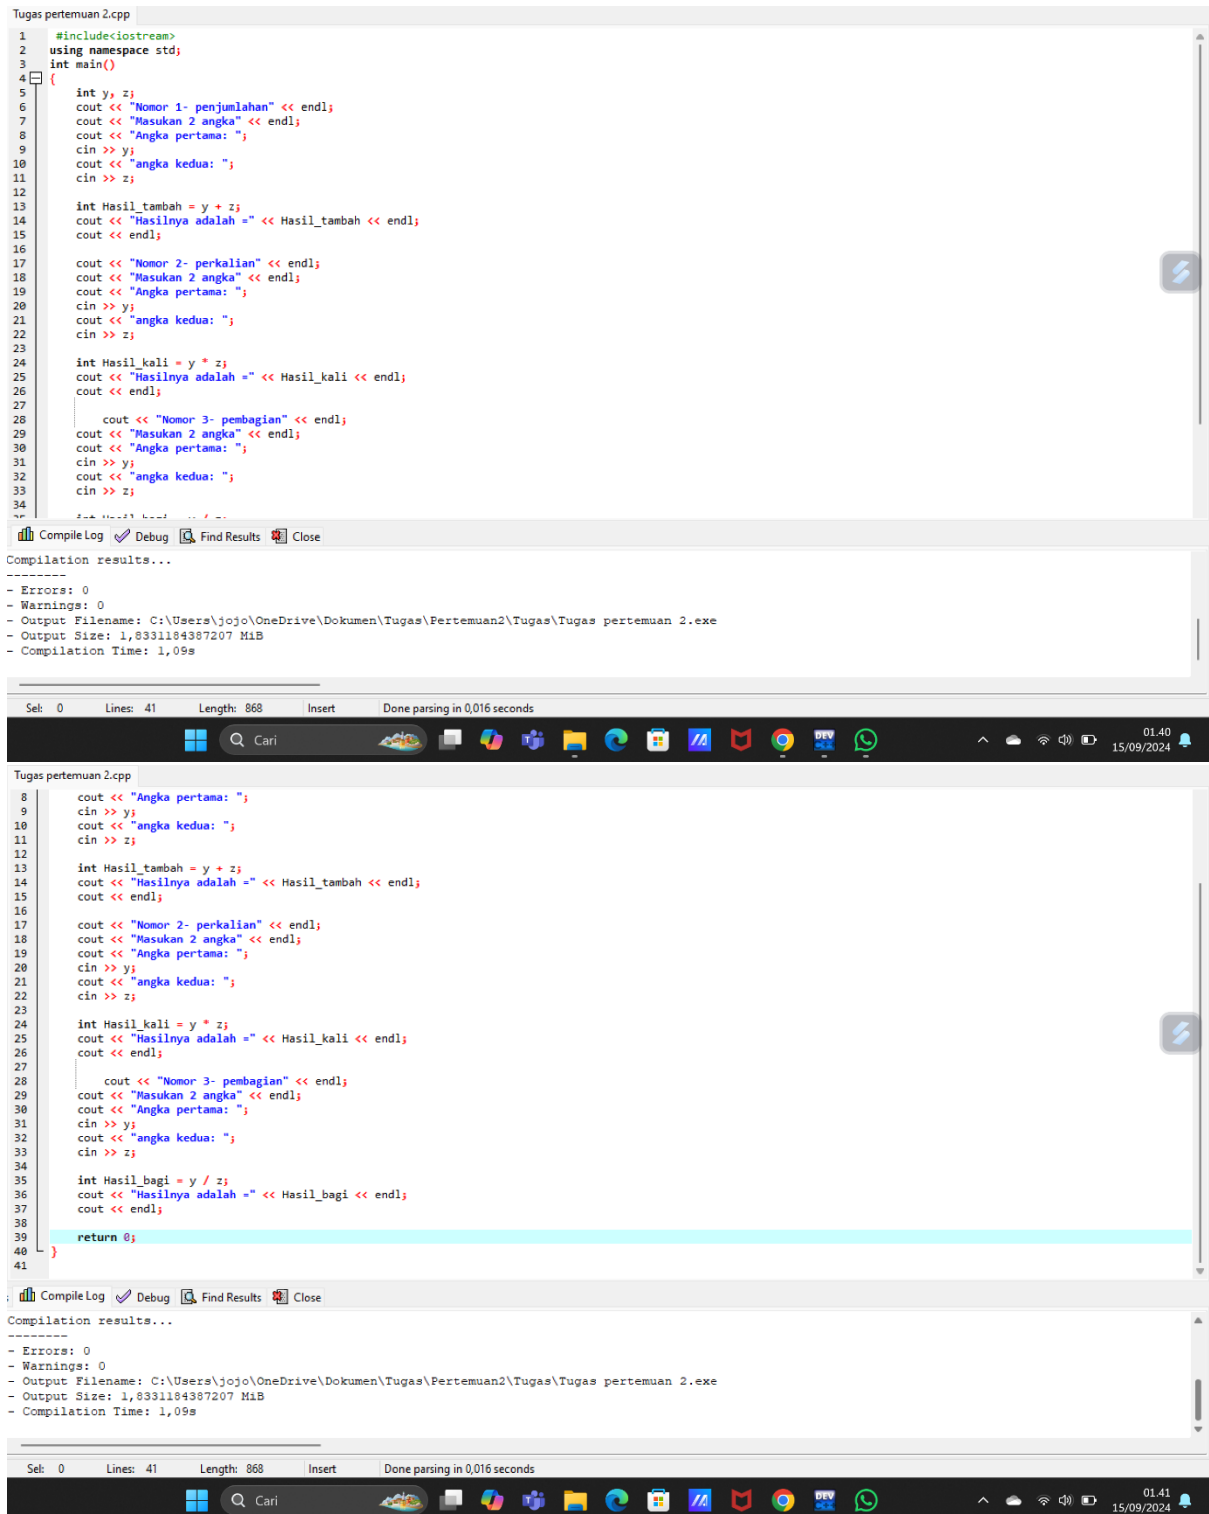 Tugas pertemuan 2.cpp
1 #include<iostream>
2 using namespace std;
3 int main()
4 {
5 int y, z;
6 cout << "Nomor 1- penjumlahan" << endl;
7 cout << "Masukan 2 angka" << endl;
8 cout << "Angka pertama: ";
9 cin >> y;
10 cout << "angka kedua: ";
11 cin >> z;
12
13 int Hasil_tambah = y + z;
14 cout << "Hasilnya adalah =" << Hasil_tambah << endl;
15 cout << endl;
16
17 cout << "Nomor 2- perkalian" << endl;
18 cout << "Masukan 2 angka" << endl;
19 cout << "Angka pertama: ";
20 cin >> y;
21 cout << "angka kedua: ";
22 cin >> z;
23
24 int Hasil_kali = y * z;
25 cout << "Hasilnya adalah =" << Hasil_kali << endl;
26 cout << endl;
27
28 cout << "Nomor 3- pembagian" << endl;
29 cout << "Masukan 2 angka" << endl;
30 cout << "Angka pertama: ";
31 cin >> y;
32 cout << "angka kedua: ";
33 cin >> z;
34
Compile Log Debug Find Results Close
Compilation results...
--------
- Errors: 0
- Warnings: 0
- Output Filename: C:\Users\jojo\OneDrive\Dokumen\Tugas\Pertemuan2\Tugas\Tugas pertemuan 2.exe
- Output Size: 1,8331184387207 MiB
- Compilation Time: 1,09s
Sel: 0 Lines: 41 Length: 868 Insert Done parsing in 0,016 seconds
Cari DEV 01.40
15/09/2024
Tugas pertemuan 2.cpp
8 cout << "Angka pertama: ";
9 cin >> y;
10 cout << "angka kedua: ";
11 cin >> z;
12
13 int Hasil_tambah = y + z;
14 cout << "Hasilnya adalah =" << Hasil_tambah << endl;
15 cout << endl;
16
17 cout << "Nomor 2- perkalian" << endl;
18 cout << "Masukan 2 angka" << endl;
19 cout << "Angka pertama: ";
20 cin >> y;
21 cout << "angka kedua: ";
22 cin >> z;
23
24 int Hasil_kali = y * z;
25 cout << "Hasilnya adalah =" << Hasil_kali << endl;
26 cout << endl;
27
28 cout << "Nomor 3- pembagian" << endl;
29 cout << "Masukan 2 angka" << endl;
30 cout << "Angka pertama: ";
31 cin >> y;
32 cout << "angka kedua: ";
33 cin >> z;
34
35 int Hasil_bagi = y / z;
36 cout << "Hasilnya adalah =" << Hasil_bagi << endl;
37 cout << endl;
38
39 return 0;
40 }
41
Compile Log Debug Find Results Close
Compilation results...
--------
- Errors: 0
- Warnings: 0
- Output Filename: C:\Users\jojo\OneDrive\Dokumen\Tugas\Pertemuan2\Tugas\Tugas pertemuan 2.exe
- Output Size: 1,8331184387207 MiB
- Compilation Time: 1,09s
Sel: 0 Lines: 41 Length: 868 Insert Done parsing in 0,016 seconds
Cari DEV 01.41
15/09/2024